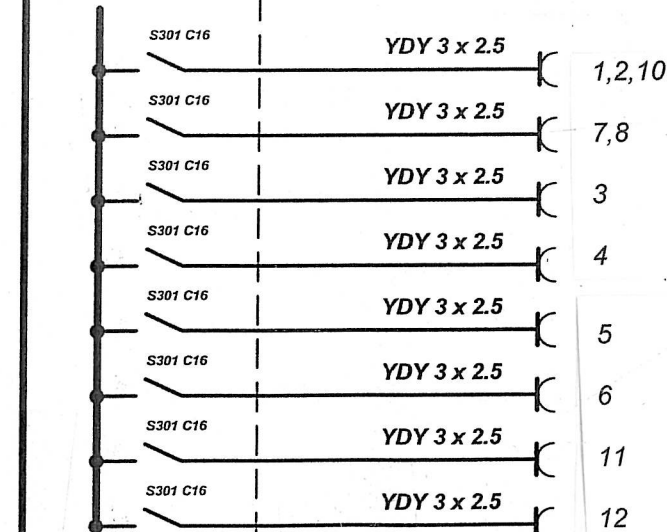 S301 C16 YDY 3 x 2.5 1,2,10
S301 C16 YDY 3 x 2.5 7,8
S301 C16 YDY 3 x 2.5 3
S301 C16 YDY 3 x 2.5 4
S301 C16 YDY 3 x 2.5 5
S301 C16 YDY 3 x 2.5 6
S301 C16 YDY 3 x 2.5 11
S301 C16 YDY 3 x 2.5 12